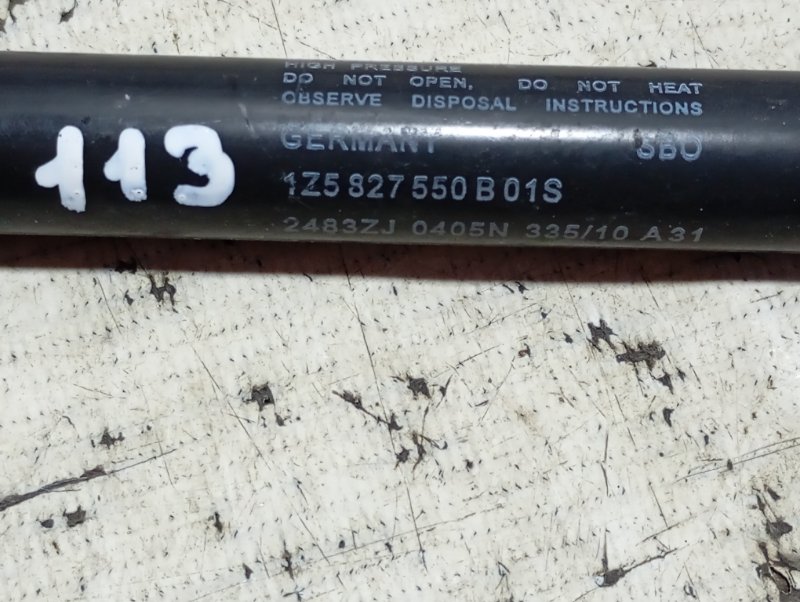 HIGH PRESSURE
DO NOT OPEN. DO NOT HEAT
OBSERVE DISPOSAL INSTRUCTIONS
GERMANY 3BO
1Z5 827 550 B 01S
2483ZJ 0405N 335/10 A31
113